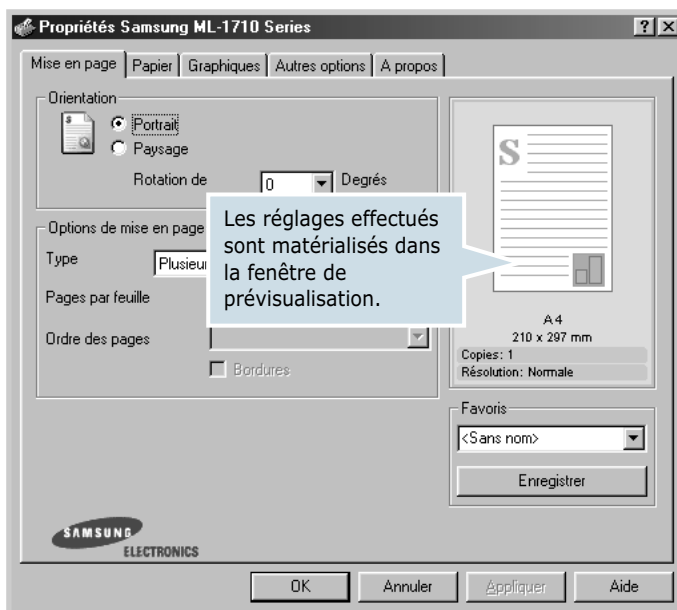 Propriétés Samsung ML-1710 Series
Mise en page Papier Graphiques Autres options A propos
Orientation
Portrait
Paysage
Rotation de 0 Degrés
Les réglages effectués
sont matérialisés dans
la fenêtre de
prévisualisation.
Options de mise en page
Type
Pages par feuille
Ordre des pages
Bordures
S
A4
210 x 297 mm
Copies: 1
Résolution: Normale
Favoris
<Sans nom>
Enregistrer
SAMSUNG
ELECTRONICS
OK Annuler Appliquer Aide